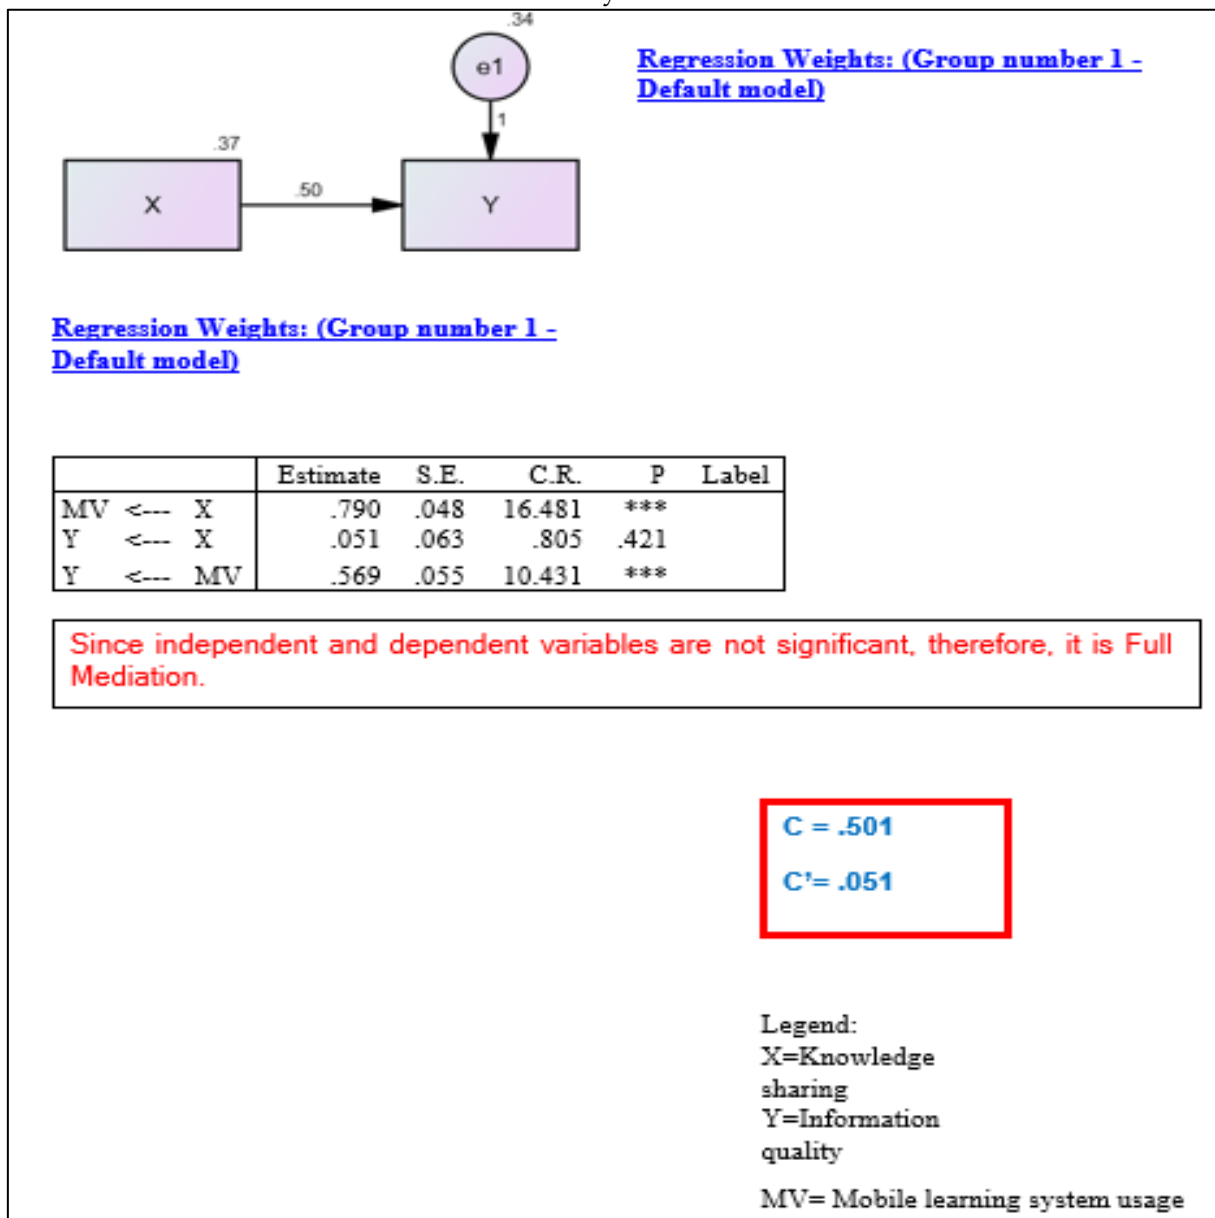 .34
e1
Regression Weights: (Group number 1 -
Default model)
1
.37
X
.50
Y
Regression Weights: (Group number 1 -
Default model)
Estimate S.E. C.R. P Label
MV <--- X .790 .048 16.481 ***
Y <--- X .051 .063 .805 .421
Y <--- MV .569 .055 10.431 ***
Since independent and dependent variables are not significant, therefore, it is Full
Mediation.
C = .501
C'= .051
Legend:
X=Knowledge
sharing
Y=Information
quality
MV= Mobile learning system usage